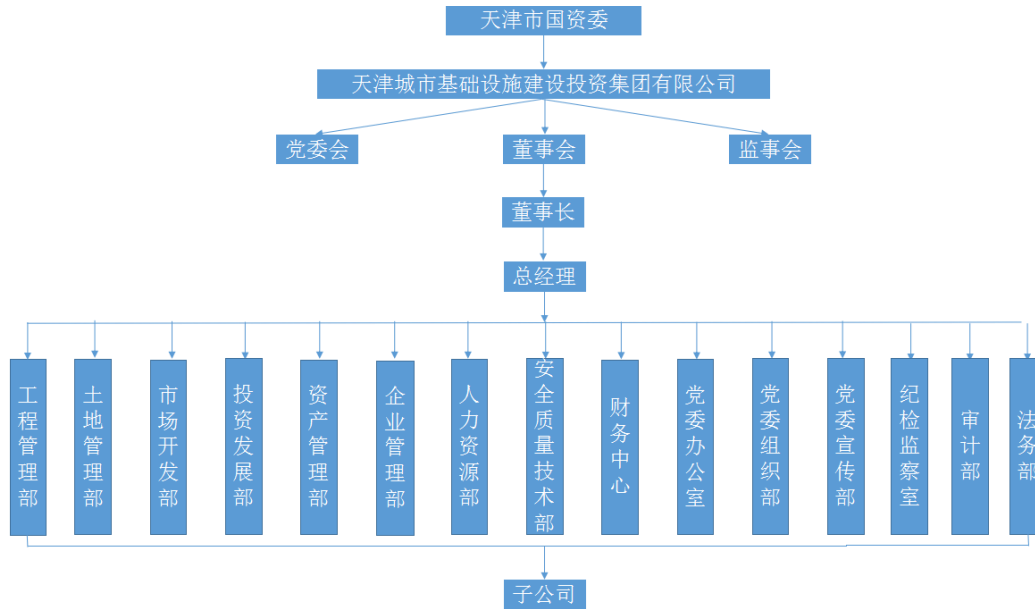 天津市国资委
天津城市基础设施建设投资集团有限公司
党委会
董事会
监事会
董事长
总经理
工程管理部
土地管理部
市场开发部
投资发展部
资产管理部
企业管理部
人力资源部
安全质量技术部
财务中心
党委办公室
党委组织部
党委宣传部
纪检监察室
审计部
法务部
子公司